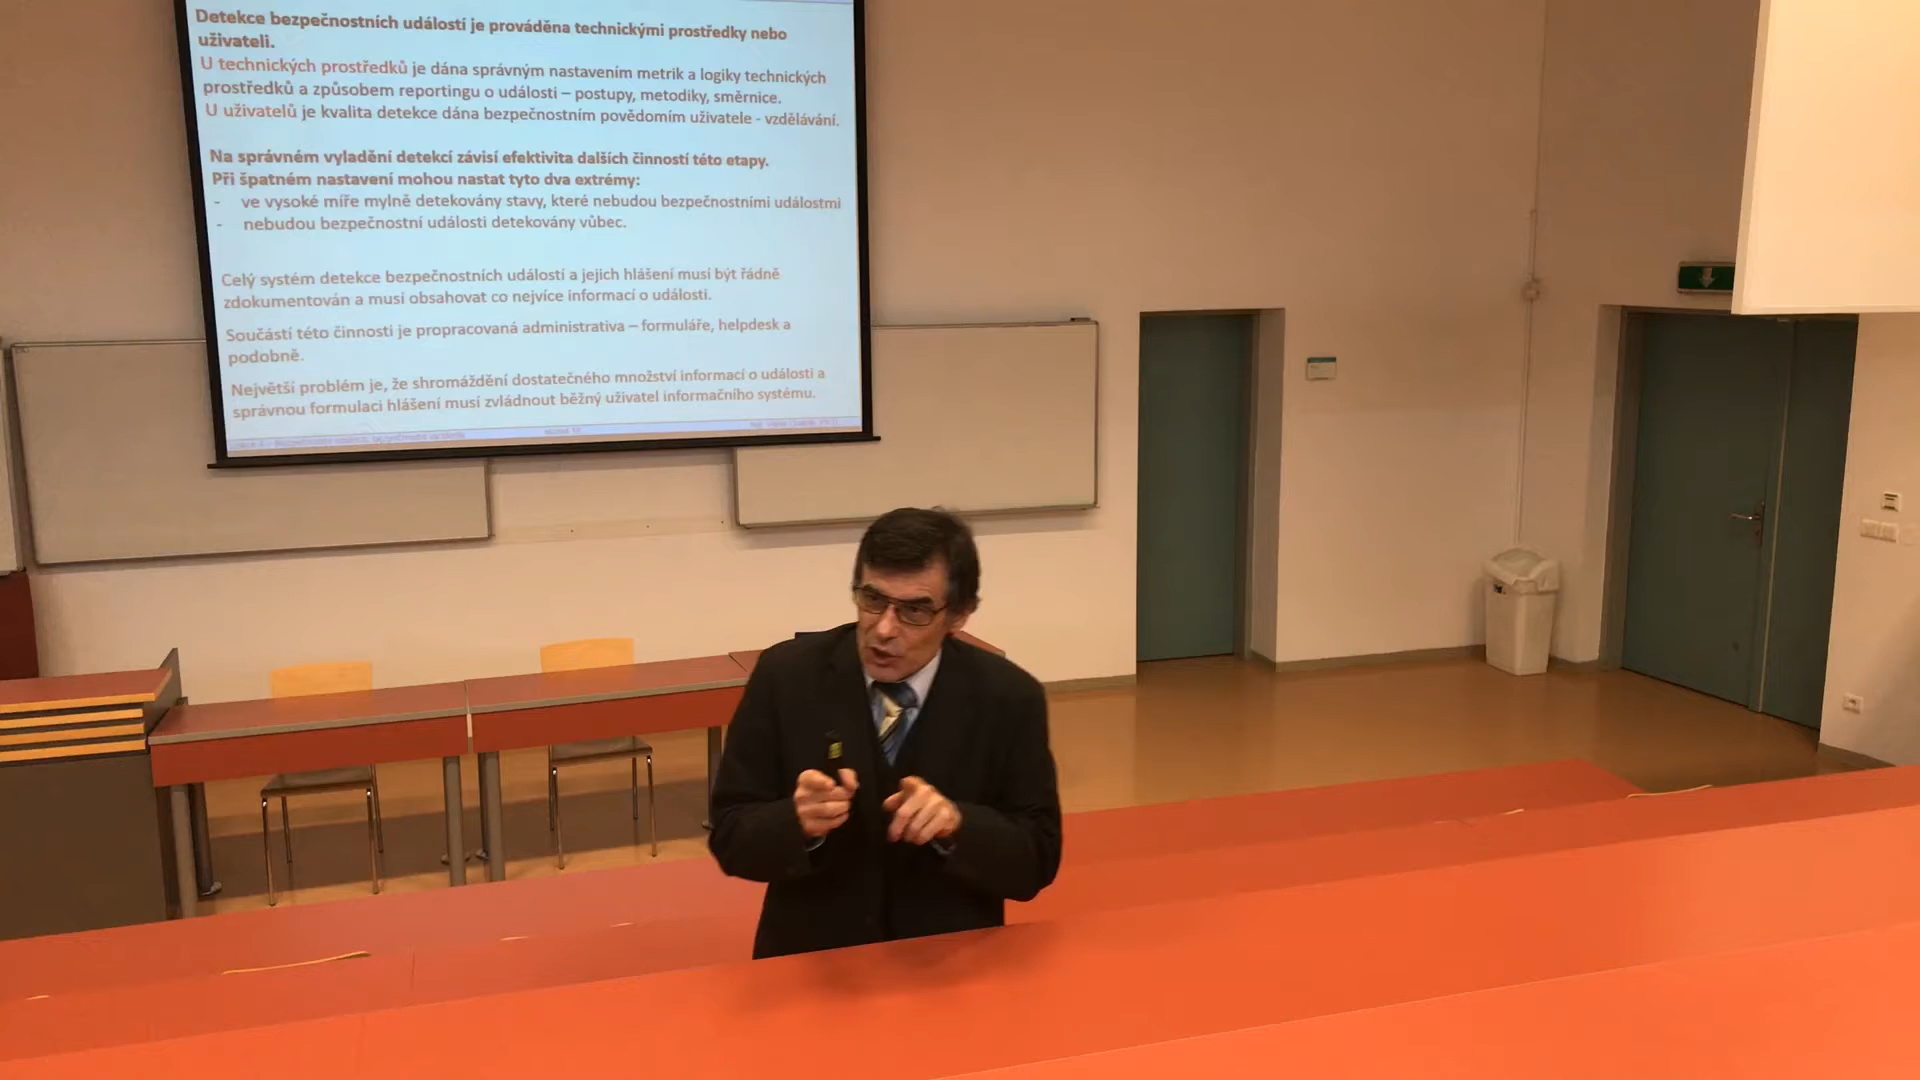 Detekce bezpečnostních událostí je prováděna technickými prostředky nebo
uživateli.
U technických prostředků je dána správným nastavením metrik a logiky technických
prostředků a způsobem reportingu o události – postupy, metodiky, směrnice.
U uživatelů je kvalita detekce dána bezpečnostním povědomím uživatele - vzdělávání.
Na správném vyladění detekcí závisí efektivita dalších činností této etapy.
Při špatném nastavení mohou nastat tyto dva extrémy:
- ve vysoké míře mylně detekovány stavy, které nebudou bezpečnostními událostmi
- nebudou bezpečnostní události detekovány vůbec.
Celý systém detekce bezpečnostních událostí a jejich hlášení musí být řádně
zdokumentován a musí obsahovat co nejvíce informací o události.
Součástí této činnosti je propracovaná administrativa – formuláře, helpdesk a
podobně.
Největší problém je, že shromáždění dostatečného množství informací o události a
správnou formulaci hlášení musí zvládnout běžný uživatel informačního systému.